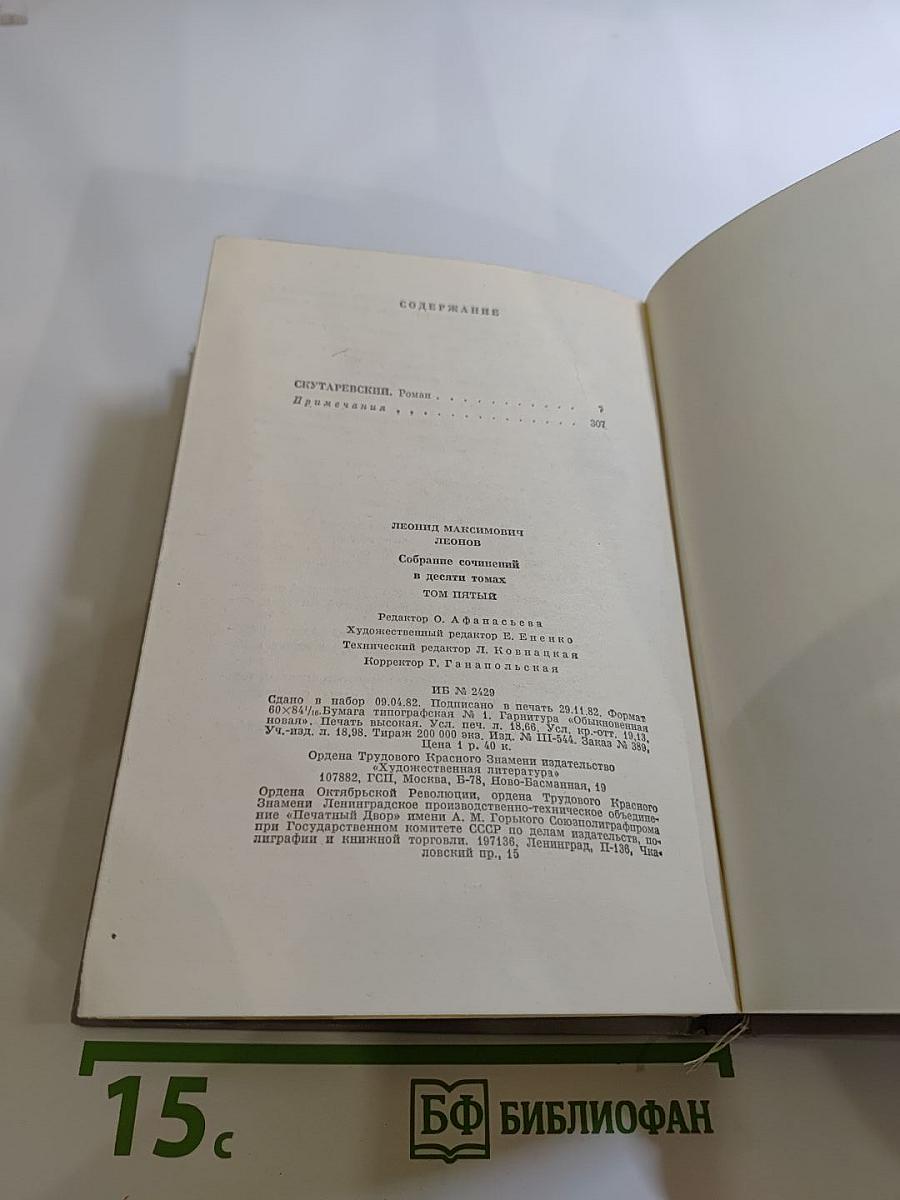 СОДЕРЖАНИЕ
СКУТАРЕВСКИЙ. Роман . . . . . . . . . . . 7
Примечания . . . . . . . . . . . . . . 307
ЛЕОНИД МАКСИМОВИЧ
ЛЕОНОВ
Собрание сочинений
в десяти томах
ТОМ ПЯТЫЙ
Редактор О. Афанасьева
Художественный редактор Е. Ененко
Технический редактор Л. Ковнацкая
Корректор Г. Ганапольская
ИБ № 2429
Сдано в набор 09.04.82. Подписано в печать 29.11.82. Формат
60×84¹/₁₆. Бумага типографская № 1. Гарнитура «Обыкновенная
новая». Печать высокая. Усл. печ. л. 18,66. Усл. кр.-отт. 19,13.
Уч.-изд. л. 18,98. Тираж 200 000 экз. Изд. № III-544. Заказ № 389.
Цена 1 р. 40 к.
Ордена Трудового Красного Знамени издательство
«Художественная литература»
107882, ГСП, Москва, Б-78, Ново-Басманная, 19
Ордена Октябрьской Революции, ордена Трудового Красного
Знамени Ленинградское производственно-техническое объедине-
ние «Печатный Двор» имени А. М. Горького Союзполиграфпрома
при Государственном комитете СССР по делам издательств, по-
лиграфии и книжной торговли. 197136, Ленинград, П-136, Чка-
ловский пр., 15
15 с
БФ БИБЛИОФАН